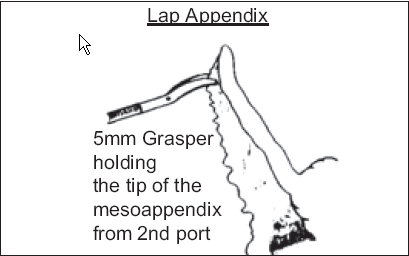 Lap Appendix
5mm Grasper
holding
the tip of the
mesoappendix
from 2nd port